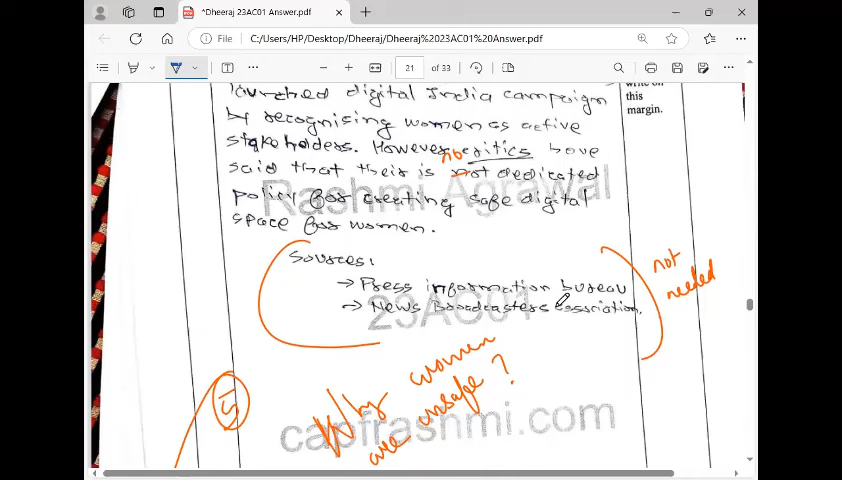 *Dheeraj 23AC01 Answer.pdf
File C:/Users/HP/Desktop/Dheeraj/Dheeraj%2023AC01%20Answer.pdf
21 of 33
write on
this
margin.
launched digital India campaign
by recognising women as active
stakeholders. However critics have
no
said that their is not dedicated
policy for creating safe digital
space for women.
Rashmi Agrawal
Sources:
→ Press information bureau
→ News Broadcasters Association.
not
needed
23AC01
Why women
are unsafe?
capfrashmi.com